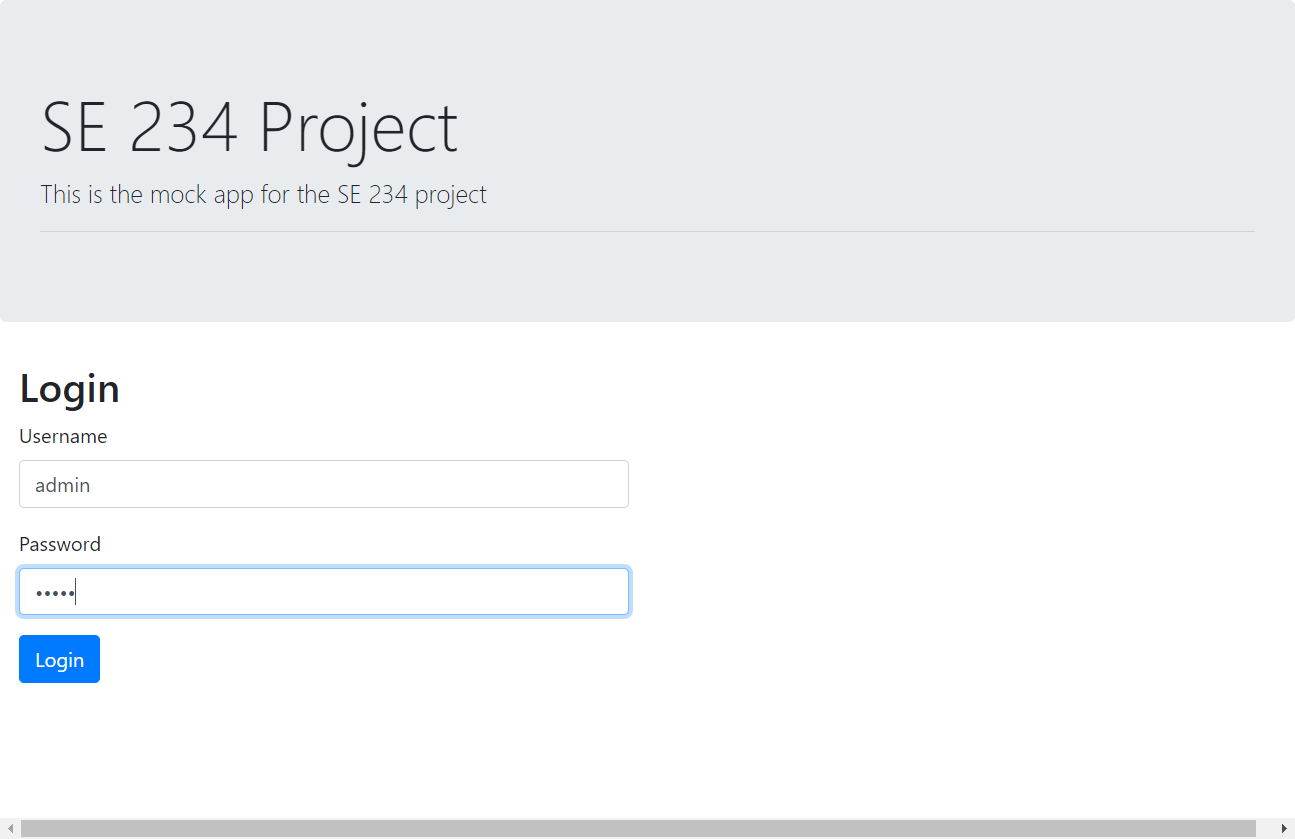 SE 234 Project
This is the mock app for the SE 234 project
Login
Username
admin
Password
•••••
Login